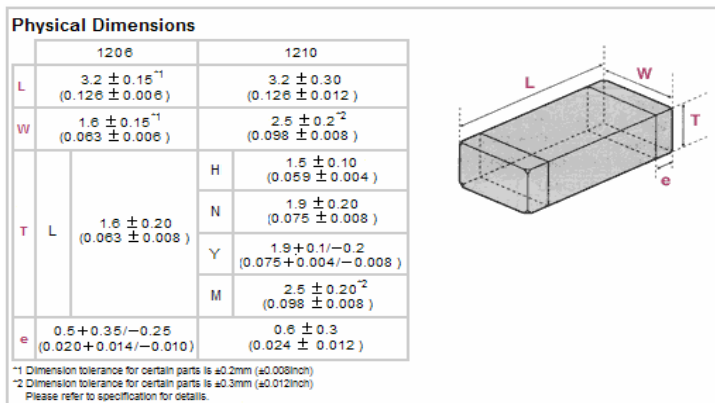 Physical Dimensions
1206 1210
L 3.2 ±0.15*1 3.2 ±0.30
(0.126 ±0.006) (0.126 ±0.012 )
W 1.6 ±0.15*1 2.5 ±0.2*2
(0.063 ±0.006) (0.098 ±0.008 )
T L 1.6 ±0.20
(0.063 ±0.008 )
H 1.5 ±0.10
(0.059 ±0.004 )
N 1.9 ±0.20
(0.075 ±0.008 )
Y 1.9+0.1/-0.2
(0.075+0.004/-0.008 )
M 2.5 ±0.20*2
(0.098 ±0.008 )
e 0.5+0.35/-0.25 0.6 ±0.3
(0.020+0.014/-0.010) (0.024 ± 0.012 )
*1 Dimension tolerance for certain parts is ±0.2mm (±0.008inch)
*2 Dimension tolerance for certain parts is ±0.3mm (±0.012inch)
Please refer to specification for details.
L
W
T
e